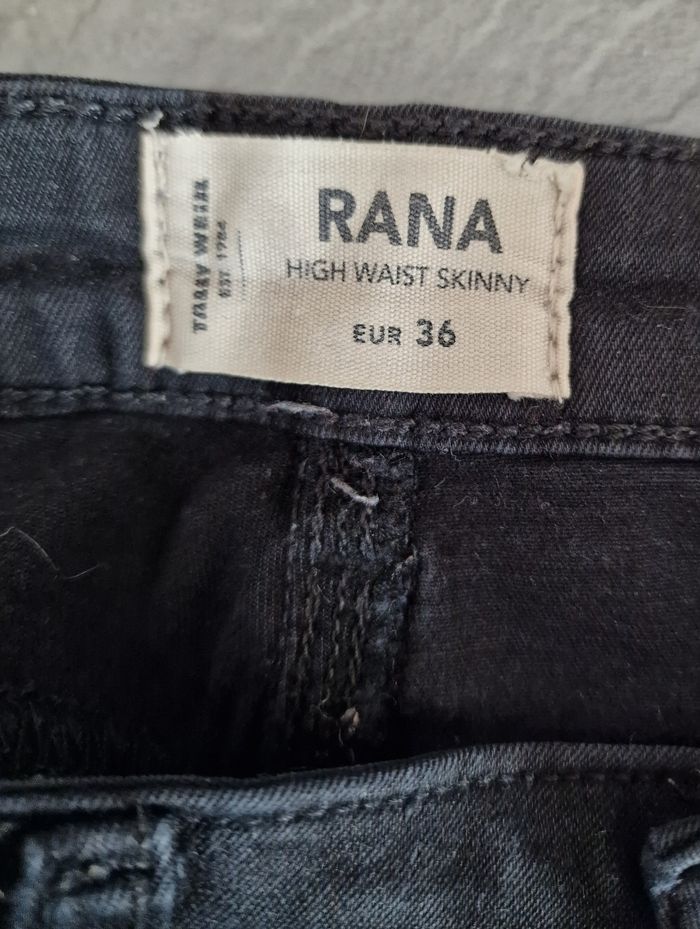 TALLY WEiJL
EST. 1984
RANA
HIGH WAIST SKINNY
EUR 36